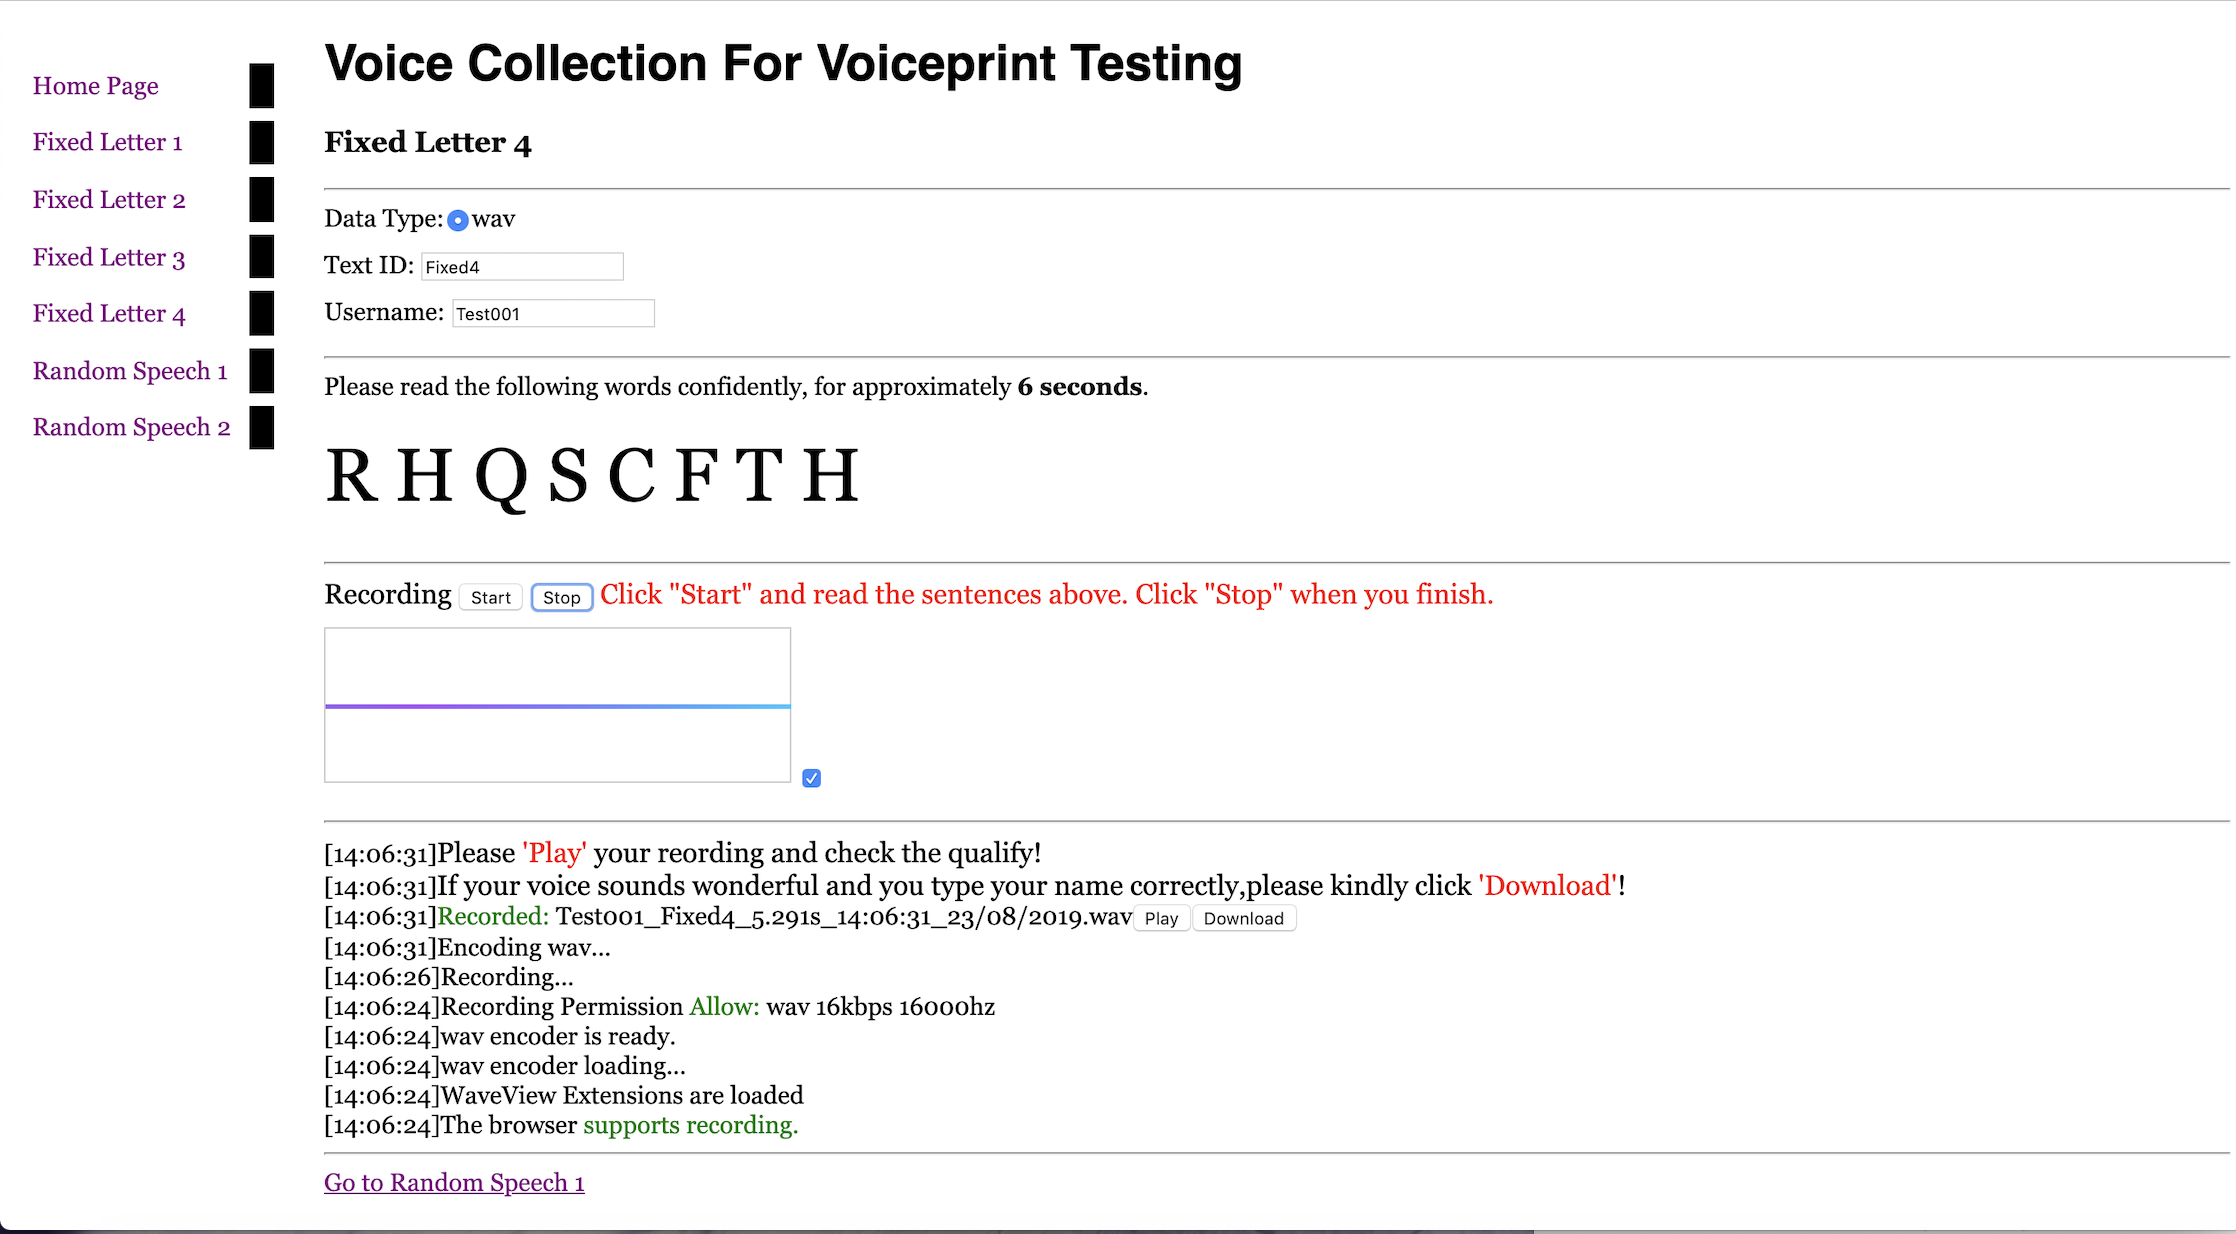 Home Page
Fixed Letter 1
Fixed Letter 2
Fixed Letter 3
Fixed Letter 4
Random Speech 1
Random Speech 2
Voice Collection For Voiceprint Testing
Fixed Letter 4
Data Type: wav
Text ID: Fixed4
Username: Test001
Please read the following words confidently, for approximately 6 seconds.
R H Q S C F T H
Recording Start Stop Click "Start" and read the sentences above. Click "Stop" when you finish.
[14:06:31]Please 'Play' your reording and check the qualify!
[14:06:31]If your voice sounds wonderful and you type your name correctly,please kindly click 'Download'!
[14:06:31]Recorded: Test001_Fixed4_5.291s_14:06:31_23/08/2019.wav Play Download
[14:06:31]Encoding wav...
[14:06:26]Recording...
[14:06:24]Recording Permission Allow: wav 16kbps 16000hz
[14:06:24]wav encoder is ready.
[14:06:24]wav encoder loading...
[14:06:24]WaveView Extensions are loaded
[14:06:24]The browser supports recording.
Go to Random Speech 1